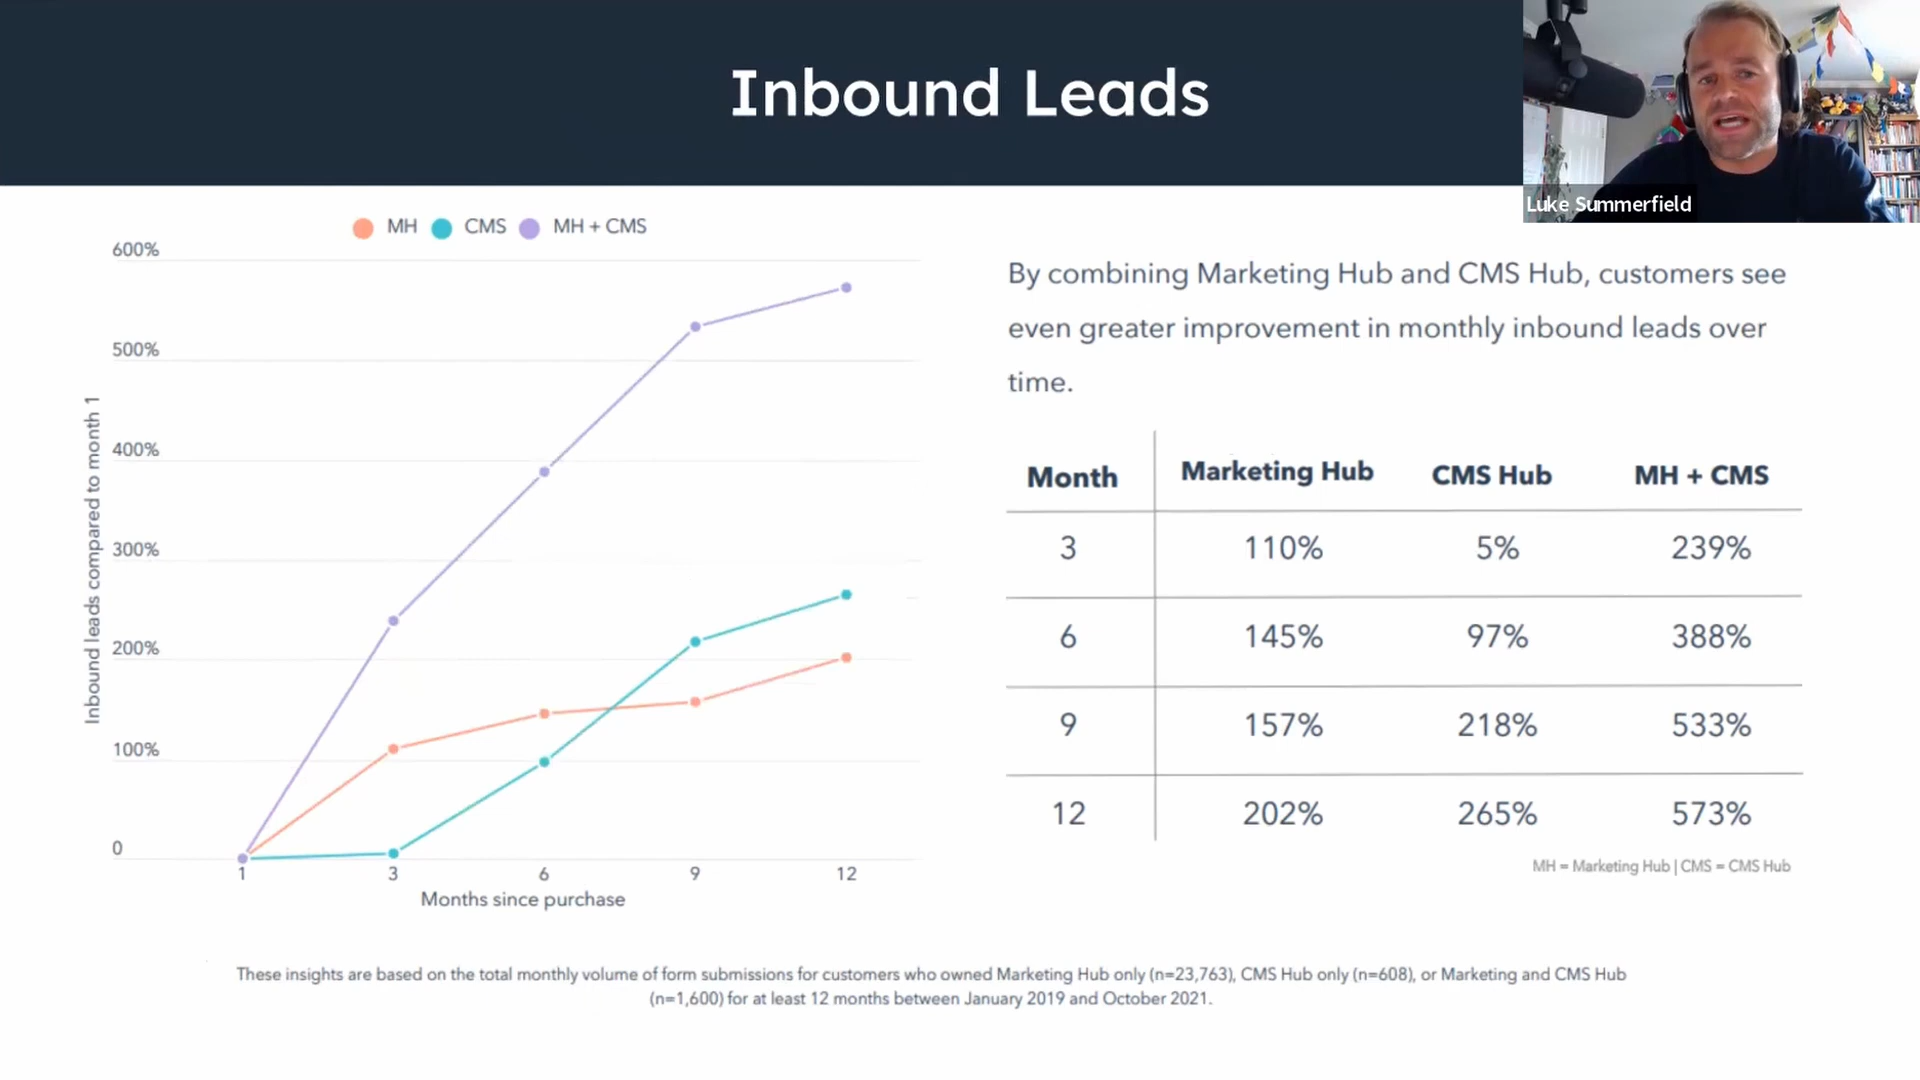 Inbound Leads
Luke Summerfield
MH CMS MH + CMS
600%
500%
400%
300%
200%
100%
0
Inbound leads compared to month 1
1 3 6 9 12
Months since purchase
By combining Marketing Hub and CMS Hub, customers see
even greater improvement in monthly inbound leads over
time.
Month Marketing Hub CMS Hub MH + CMS
3 110% 5% 239%
6 145% 97% 388%
9 157% 218% 533%
12 202% 265% 573%
MH = Marketing Hub | CMS = CMS Hub
These insights are based on the total monthly volume of form submissions for customers who owned Marketing Hub only (n=23,763), CMS Hub only (n=608), or Marketing and CMS Hub
(n=1,600) for at least 12 months between January 2019 and October 2021.